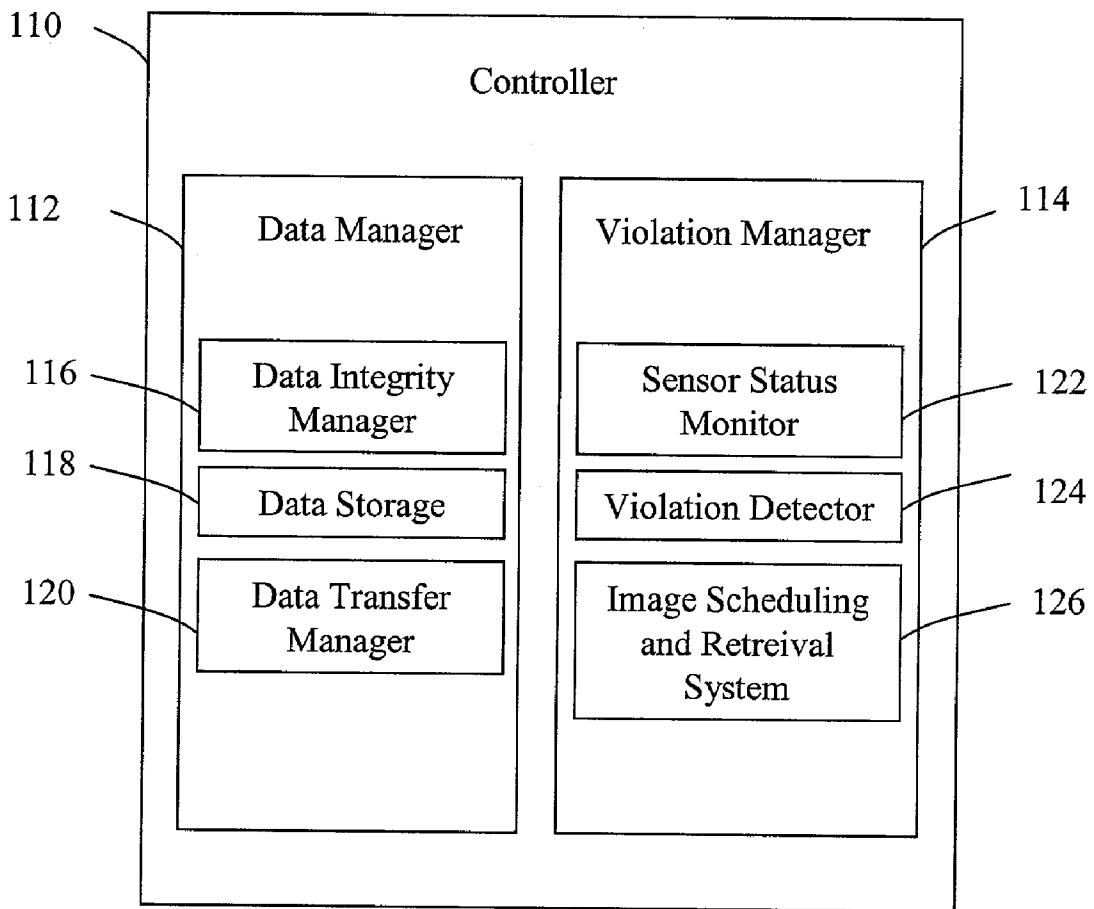 110
Controller
112
Data Manager
Violation Manager
114
116
Data Integrity
Manager
Sensor Status
Monitor
122
118
Data Storage
Violation Detector
124
120
Data Transfer
Manager
Image Scheduling
and Retreival
System
126